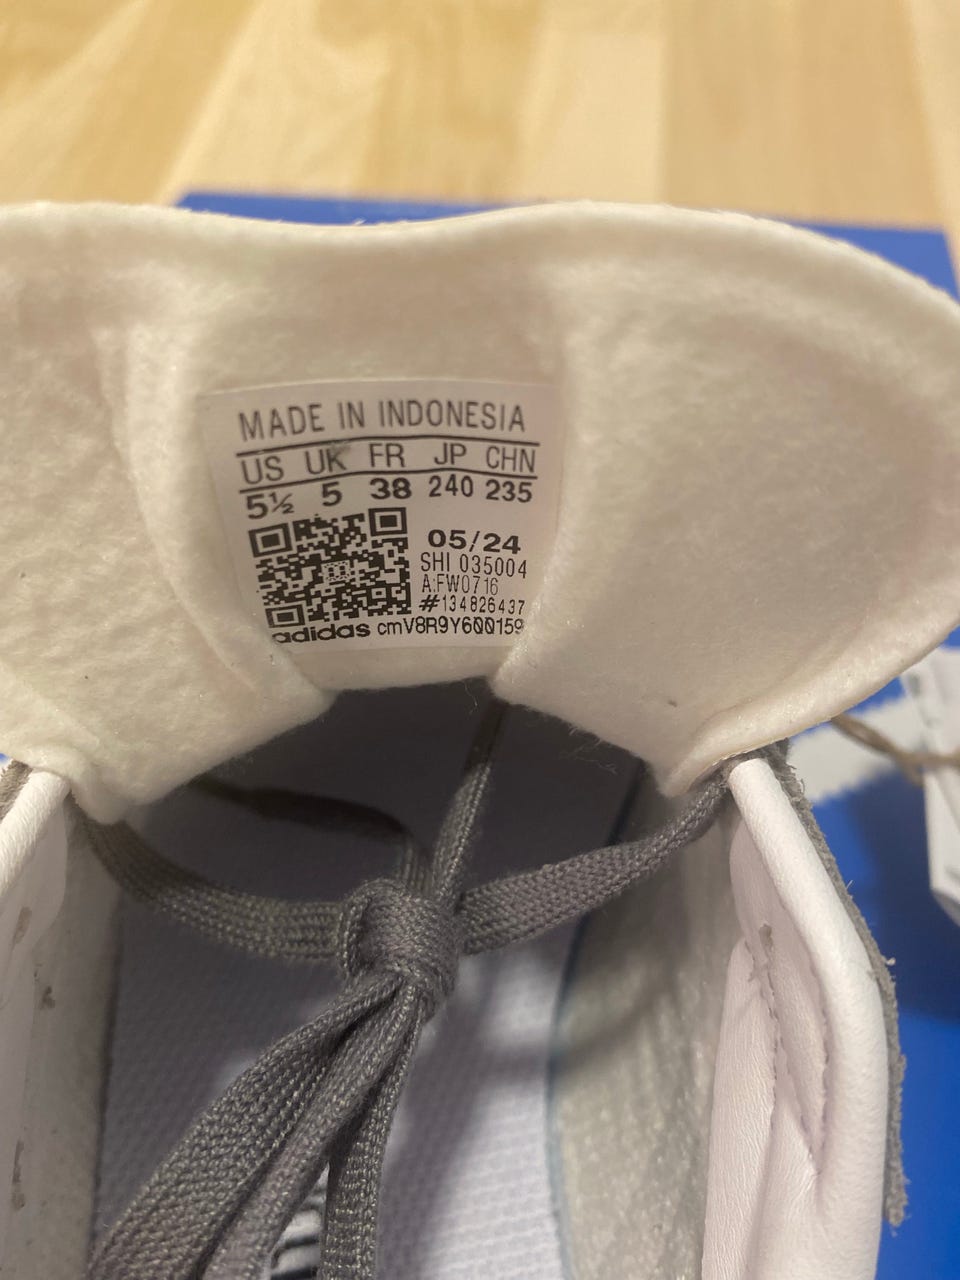 MADE IN INDONESIA
US UK FR JP CHN
5½ 5 38 240 235
05/24
SHI 035004
A:FW0716
#134826437
adidas cmV8R9Y600159